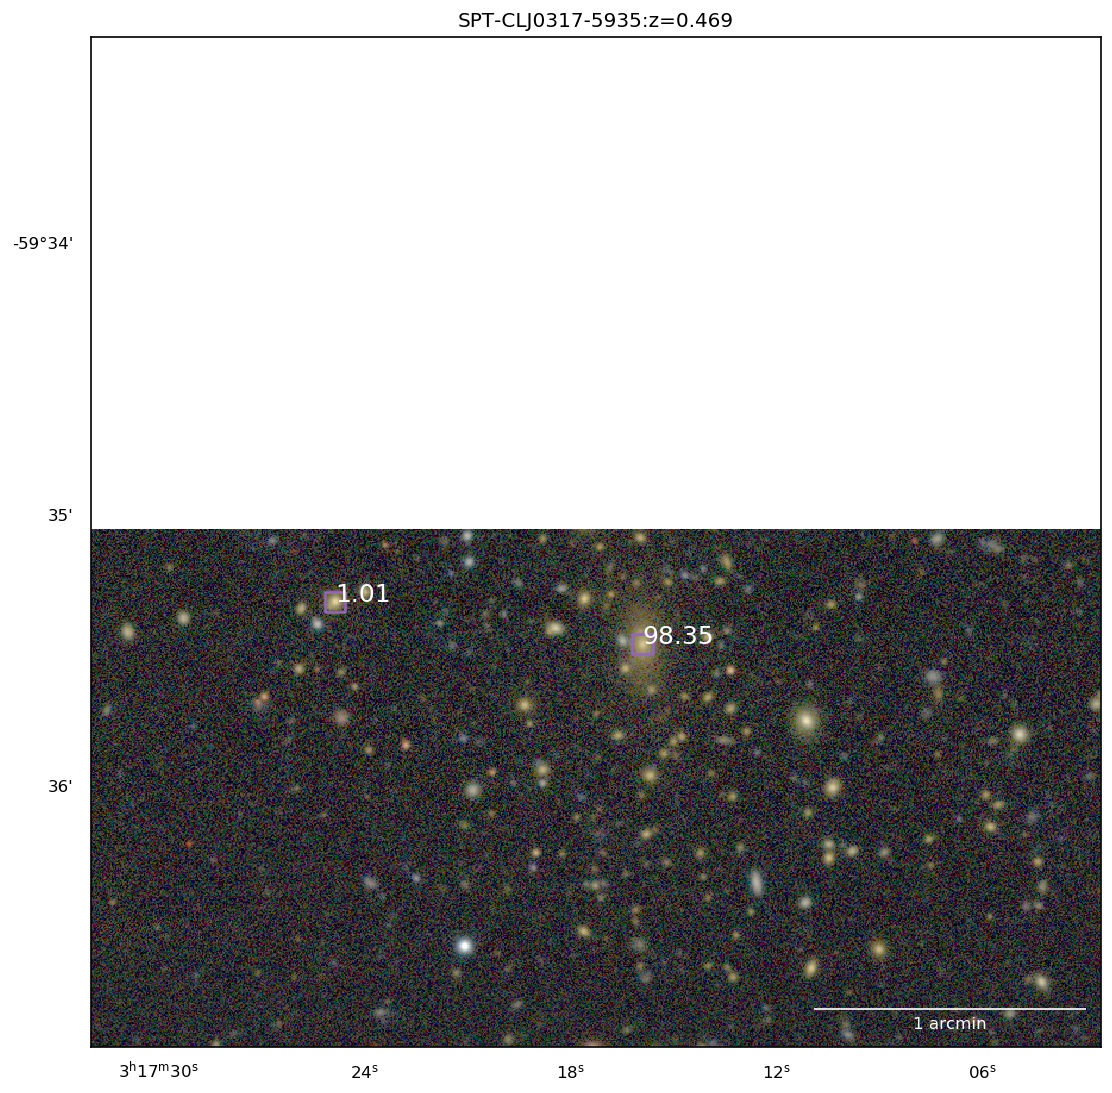 SPT-CLJ0317-5935:z=0.469
-59°34'
35'
1.01
98.35
36'
1 arcmin
3ʰ17ᵐ30ˢ 24ˢ 18ˢ 12ˢ 06ˢ